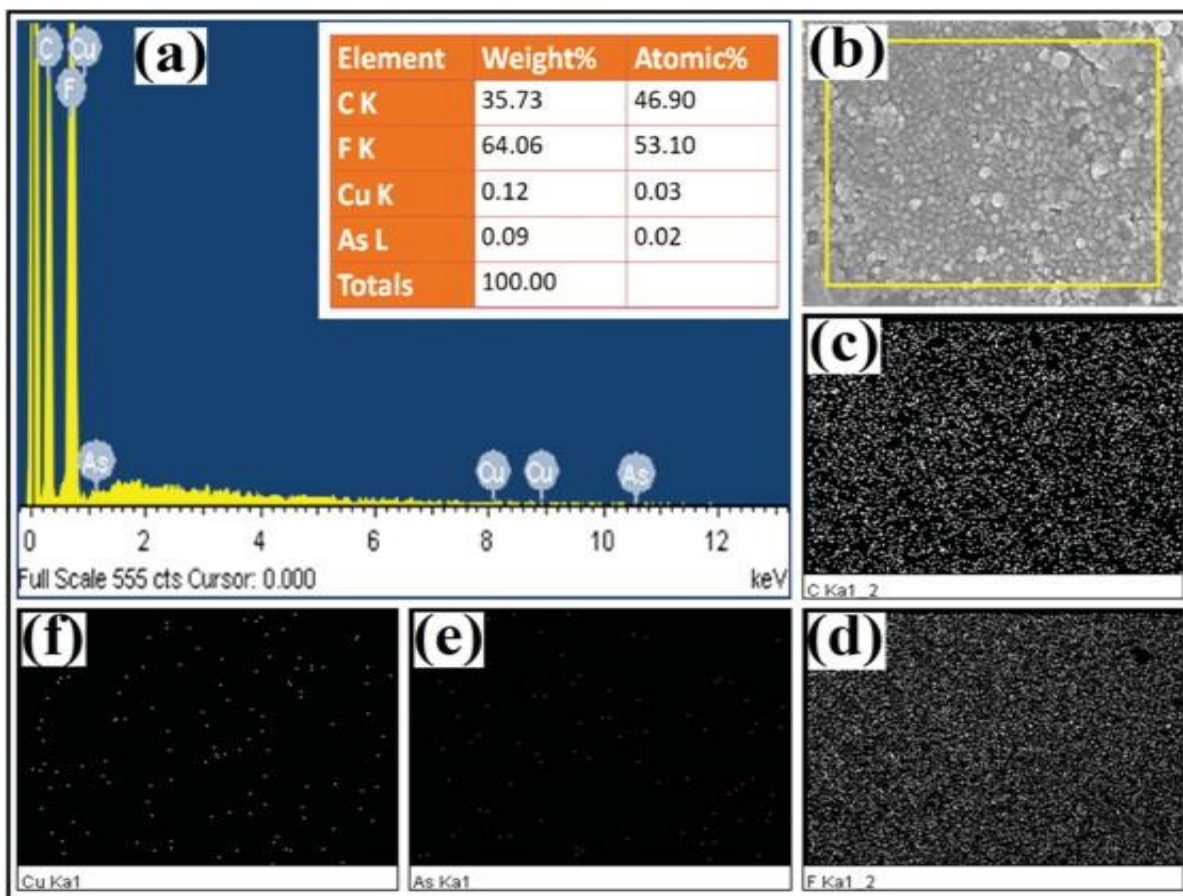 (a)
C
Cu
F
As
Cu
Cu
As
Element Weight% Atomic%
C K 35.73 46.90
F K 64.06 53.10
Cu K 0.12 0.03
As L 0.09 0.02
Totals 100.00
0 2 4 6 8 10 12
Full Scale 555 cts Cursor: 0.000 keV
(b)
(c)
C Ka1_2
(f)
Cu Ka1
(e)
As Ka1
(d)
F Ka1_2